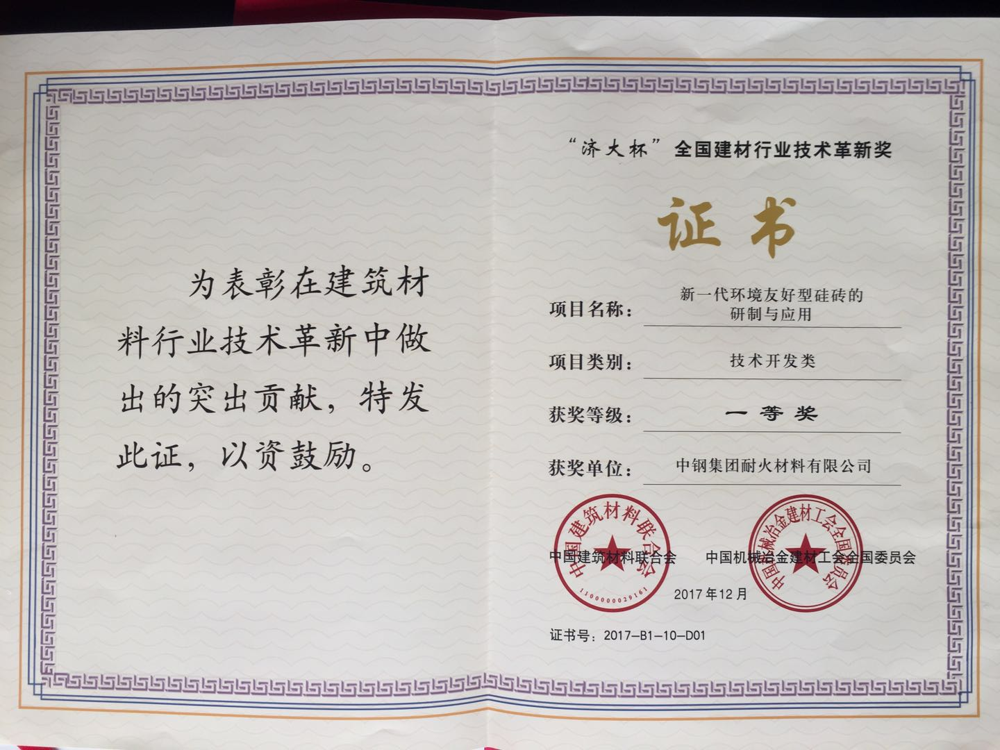 为表彰在建筑材
料行业技术革新中做
出的突出贡献，特发
此证，以资鼓励。
“济大杯”全国建材行业技术革新奖
证书
项目名称：新一代环境友好型硅砖的
研制与应用
项目类别：技术开发类
获奖等级：一等奖
获奖单位：中钢集团耐火材料有限公司
中国建筑材料联合会
1100000029161
中国机械冶金建材工会全国委员会
中国建筑材料联合会 中国机械冶金建材工会全国委员会
2017年12月
证书号：2017-B1-10-D01